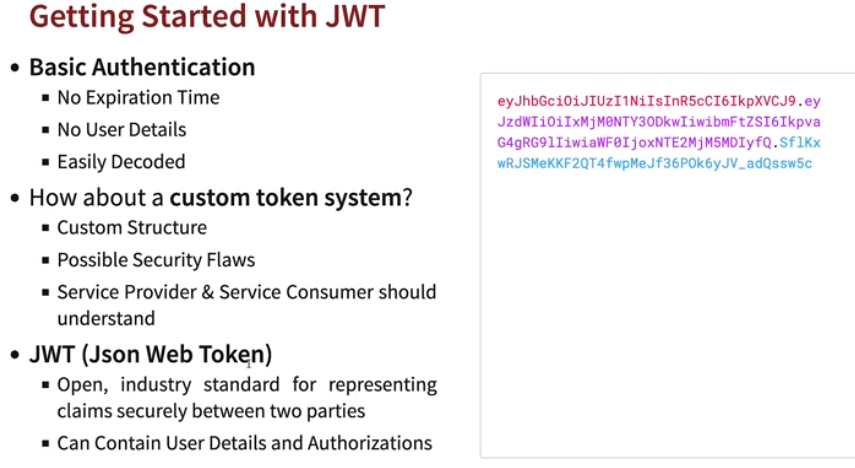 Getting Started with JWT
• Basic Authentication
▪ No Expiration Time
▪ No User Details
▪ Easily Decoded
• How about a custom token system?
▪ Custom Structure
▪ Possible Security Flaws
▪ Service Provider & Service Consumer should
understand
• JWT (Json Web Token)
▪ Open, industry standard for representing
claims securely between two parties
▪ Can Contain User Details and Authorizations
eyJhbGciOiJIUzI1NiIsInR5cCI6IkpXVCJ9.ey
JzdWIiOiIxMjM0NTY3ODkwIiwibmFtZSI6Ikpva
G4gRG9lIiwiaWF0IjoxNTE2MjM5MDIyfQ.SflKx
wRJSMeKKF2QT4fwpMeJf36POk6yJV_adQssw5c